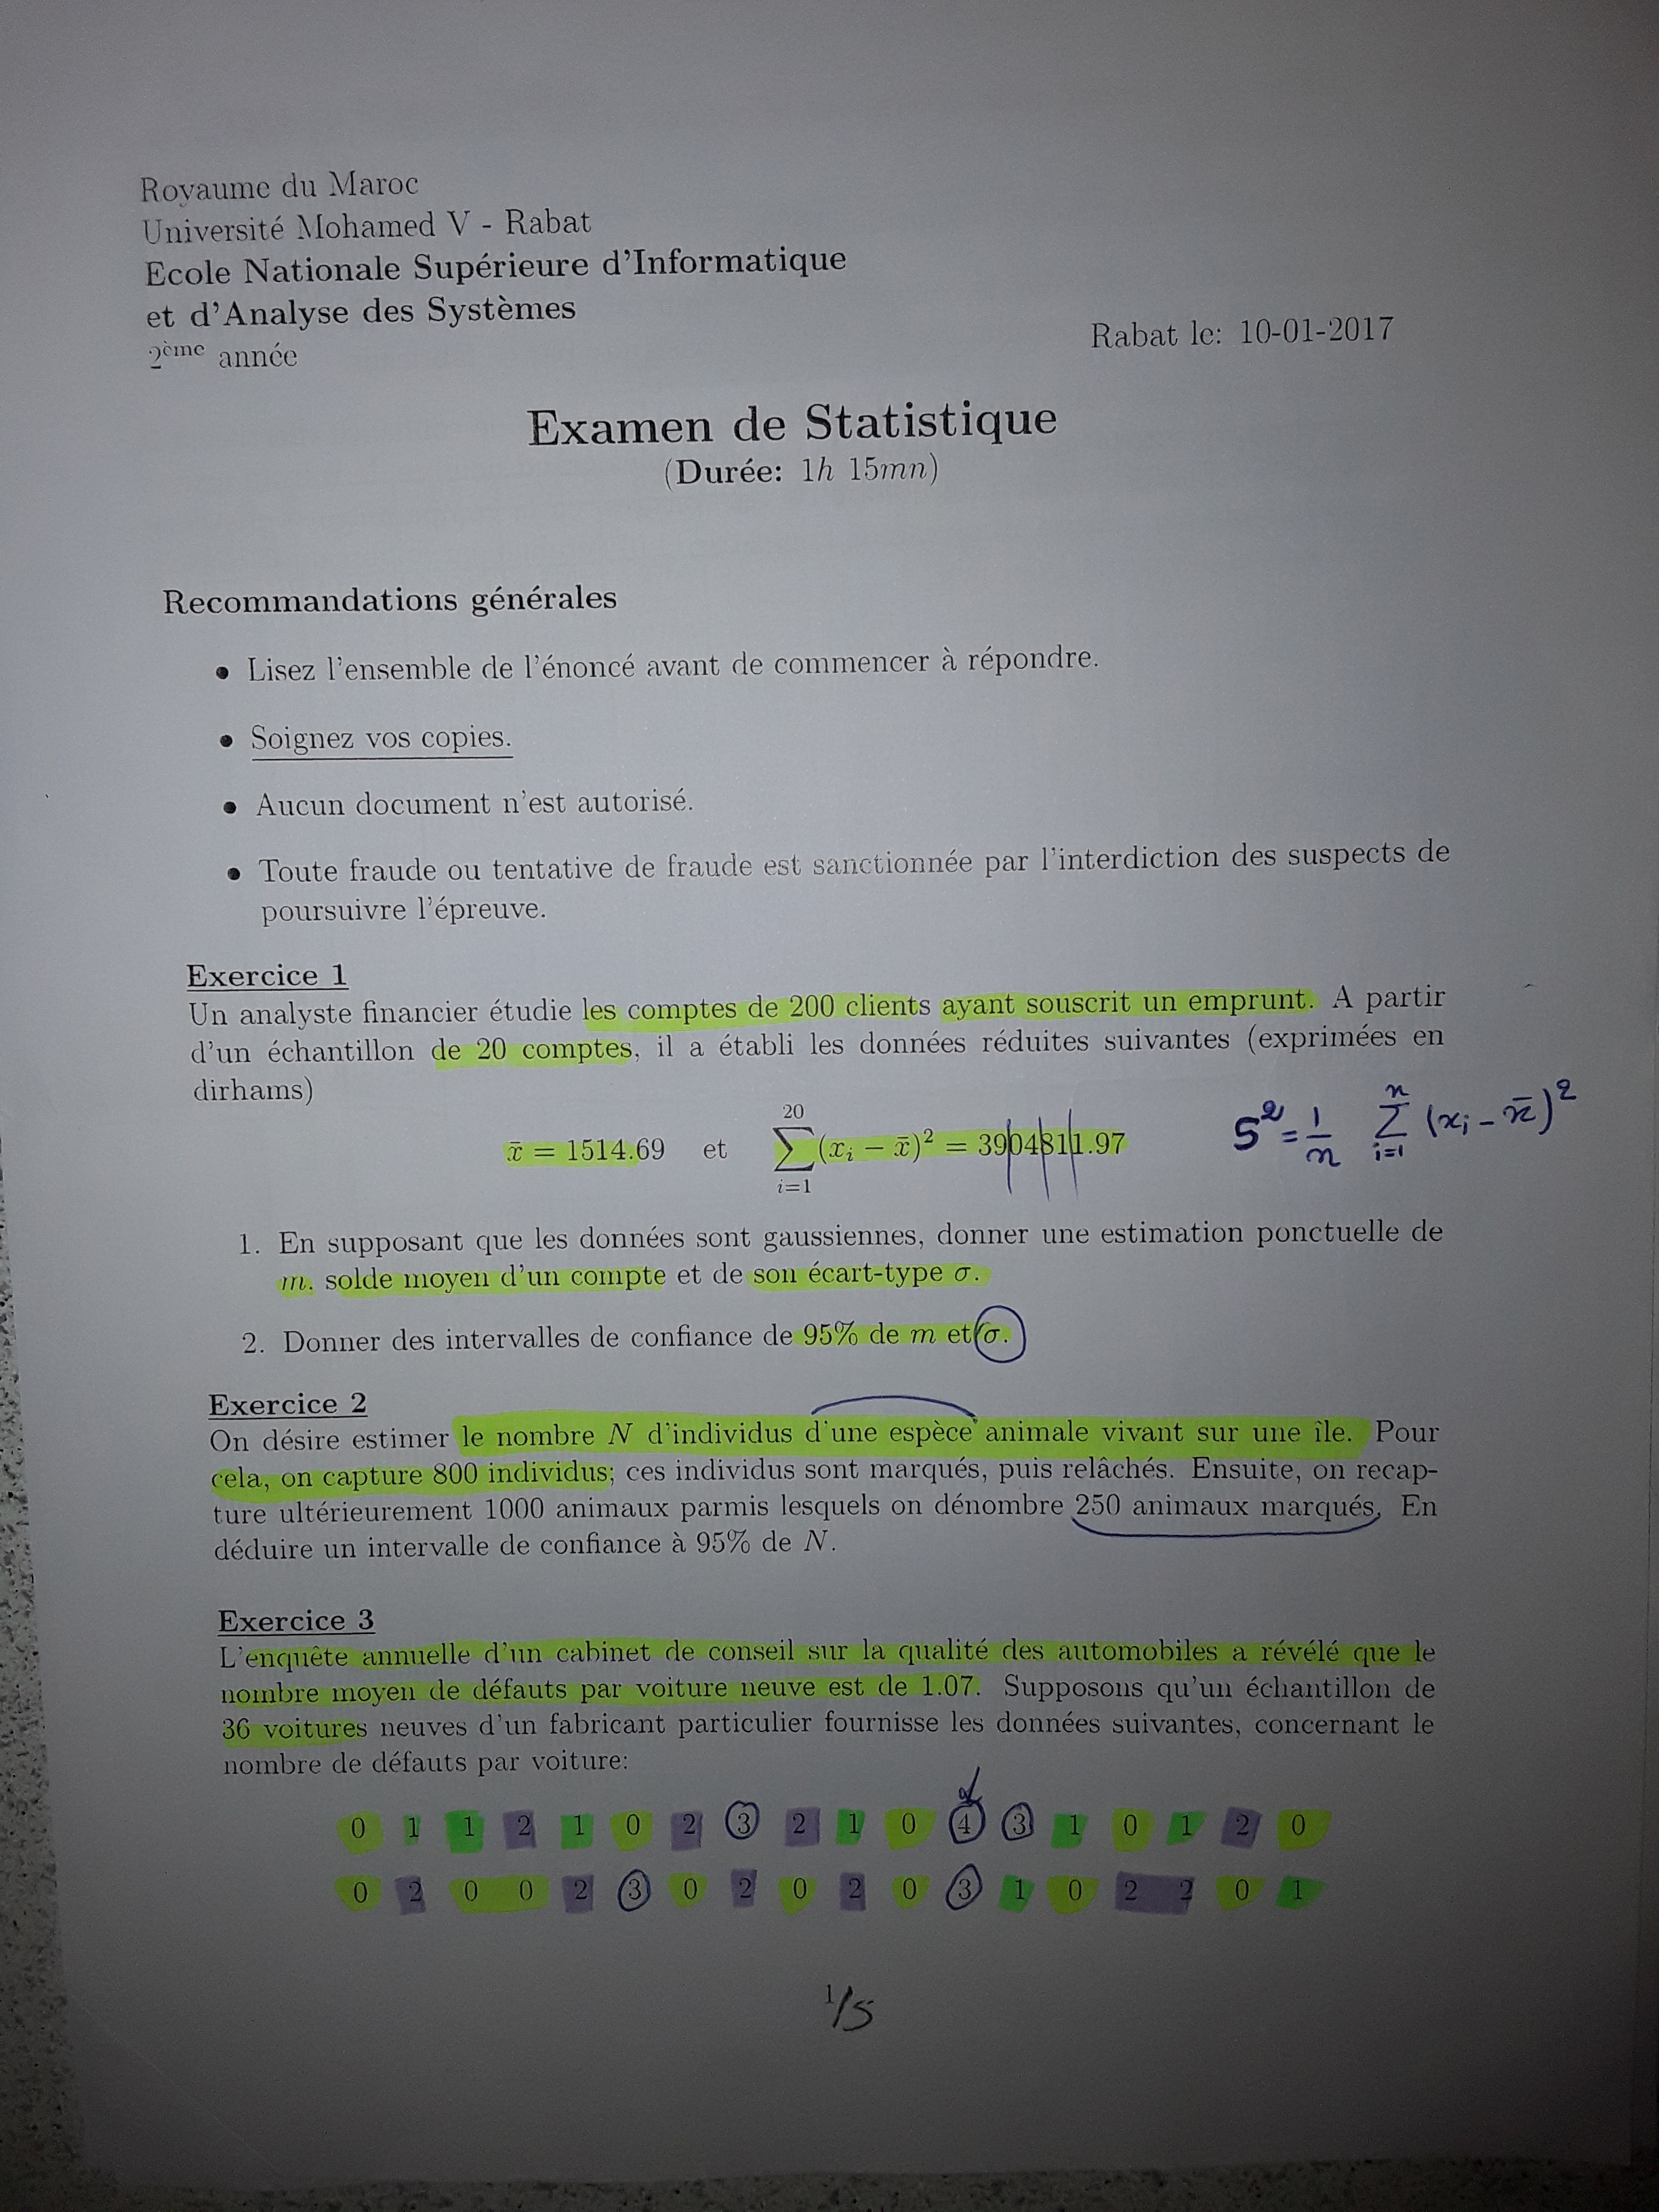 Royaume du Maroc
Université Mohamed V - Rabat
Ecole Nationale Supérieure d'Informatique
et d'Analyse des Systèmes
2ème année
Rabat le: 10-01-2017
Examen de Statistique
(Durée: 1h 15mn)
Recommandations générales
• Lisez l'ensemble de l'énoncé avant de commencer à répondre.
• Soignez vos copies.
• Aucun document n'est autorisé.
• Toute fraude ou tentative de fraude est sanctionnée par l'interdiction des suspects de
poursuivre l'épreuve.
Exercice 1
Un analyste financier étudie les comptes de 200 clients ayant souscrit un emprunt. A partir
d'un échantillon de 20 comptes, il a établi les données réduites suivantes (exprimées en
dirhams)
x̄ = 1514.69 et ∑_{i=1}^{20} (x_i − x̄)² = 3904811.97
S² = 1/n ∑_{i=1}^{n} (x_i − x̄)²
1. En supposant que les données sont gaussiennes, donner une estimation ponctuelle de
m. solde moyen d'un compte et de son écart-type σ.
2. Donner des intervalles de confiance de 95% de m et σ.
Exercice 2
On désire estimer le nombre N d'individus d'une espèce animale vivant sur une île. Pour
cela, on capture 800 individus; ces individus sont marqués, puis relâchés. Ensuite, on recap-
ture ultérieurement 1000 animaux parmis lesquels on dénombre 250 animaux marqués. En
déduire un intervalle de confiance à 95% de N.
Exercice 3
L'enquête annuelle d'un cabinet de conseil sur la qualité des automobiles a révélé que le
nombre moyen de défauts par voiture neuve est de 1.07. Supposons qu'un échantillon de
36 voitures neuves d'un fabricant particulier fournisse les données suivantes, concernant le
nombre de défauts par voiture:
0 1 1 2 1 0 2 3 2 1 0 4 3 1 0 1 2 0
0 2 0 0 2 3 0 2 0 2 0 3 1 0 2 2 0 1
1/5